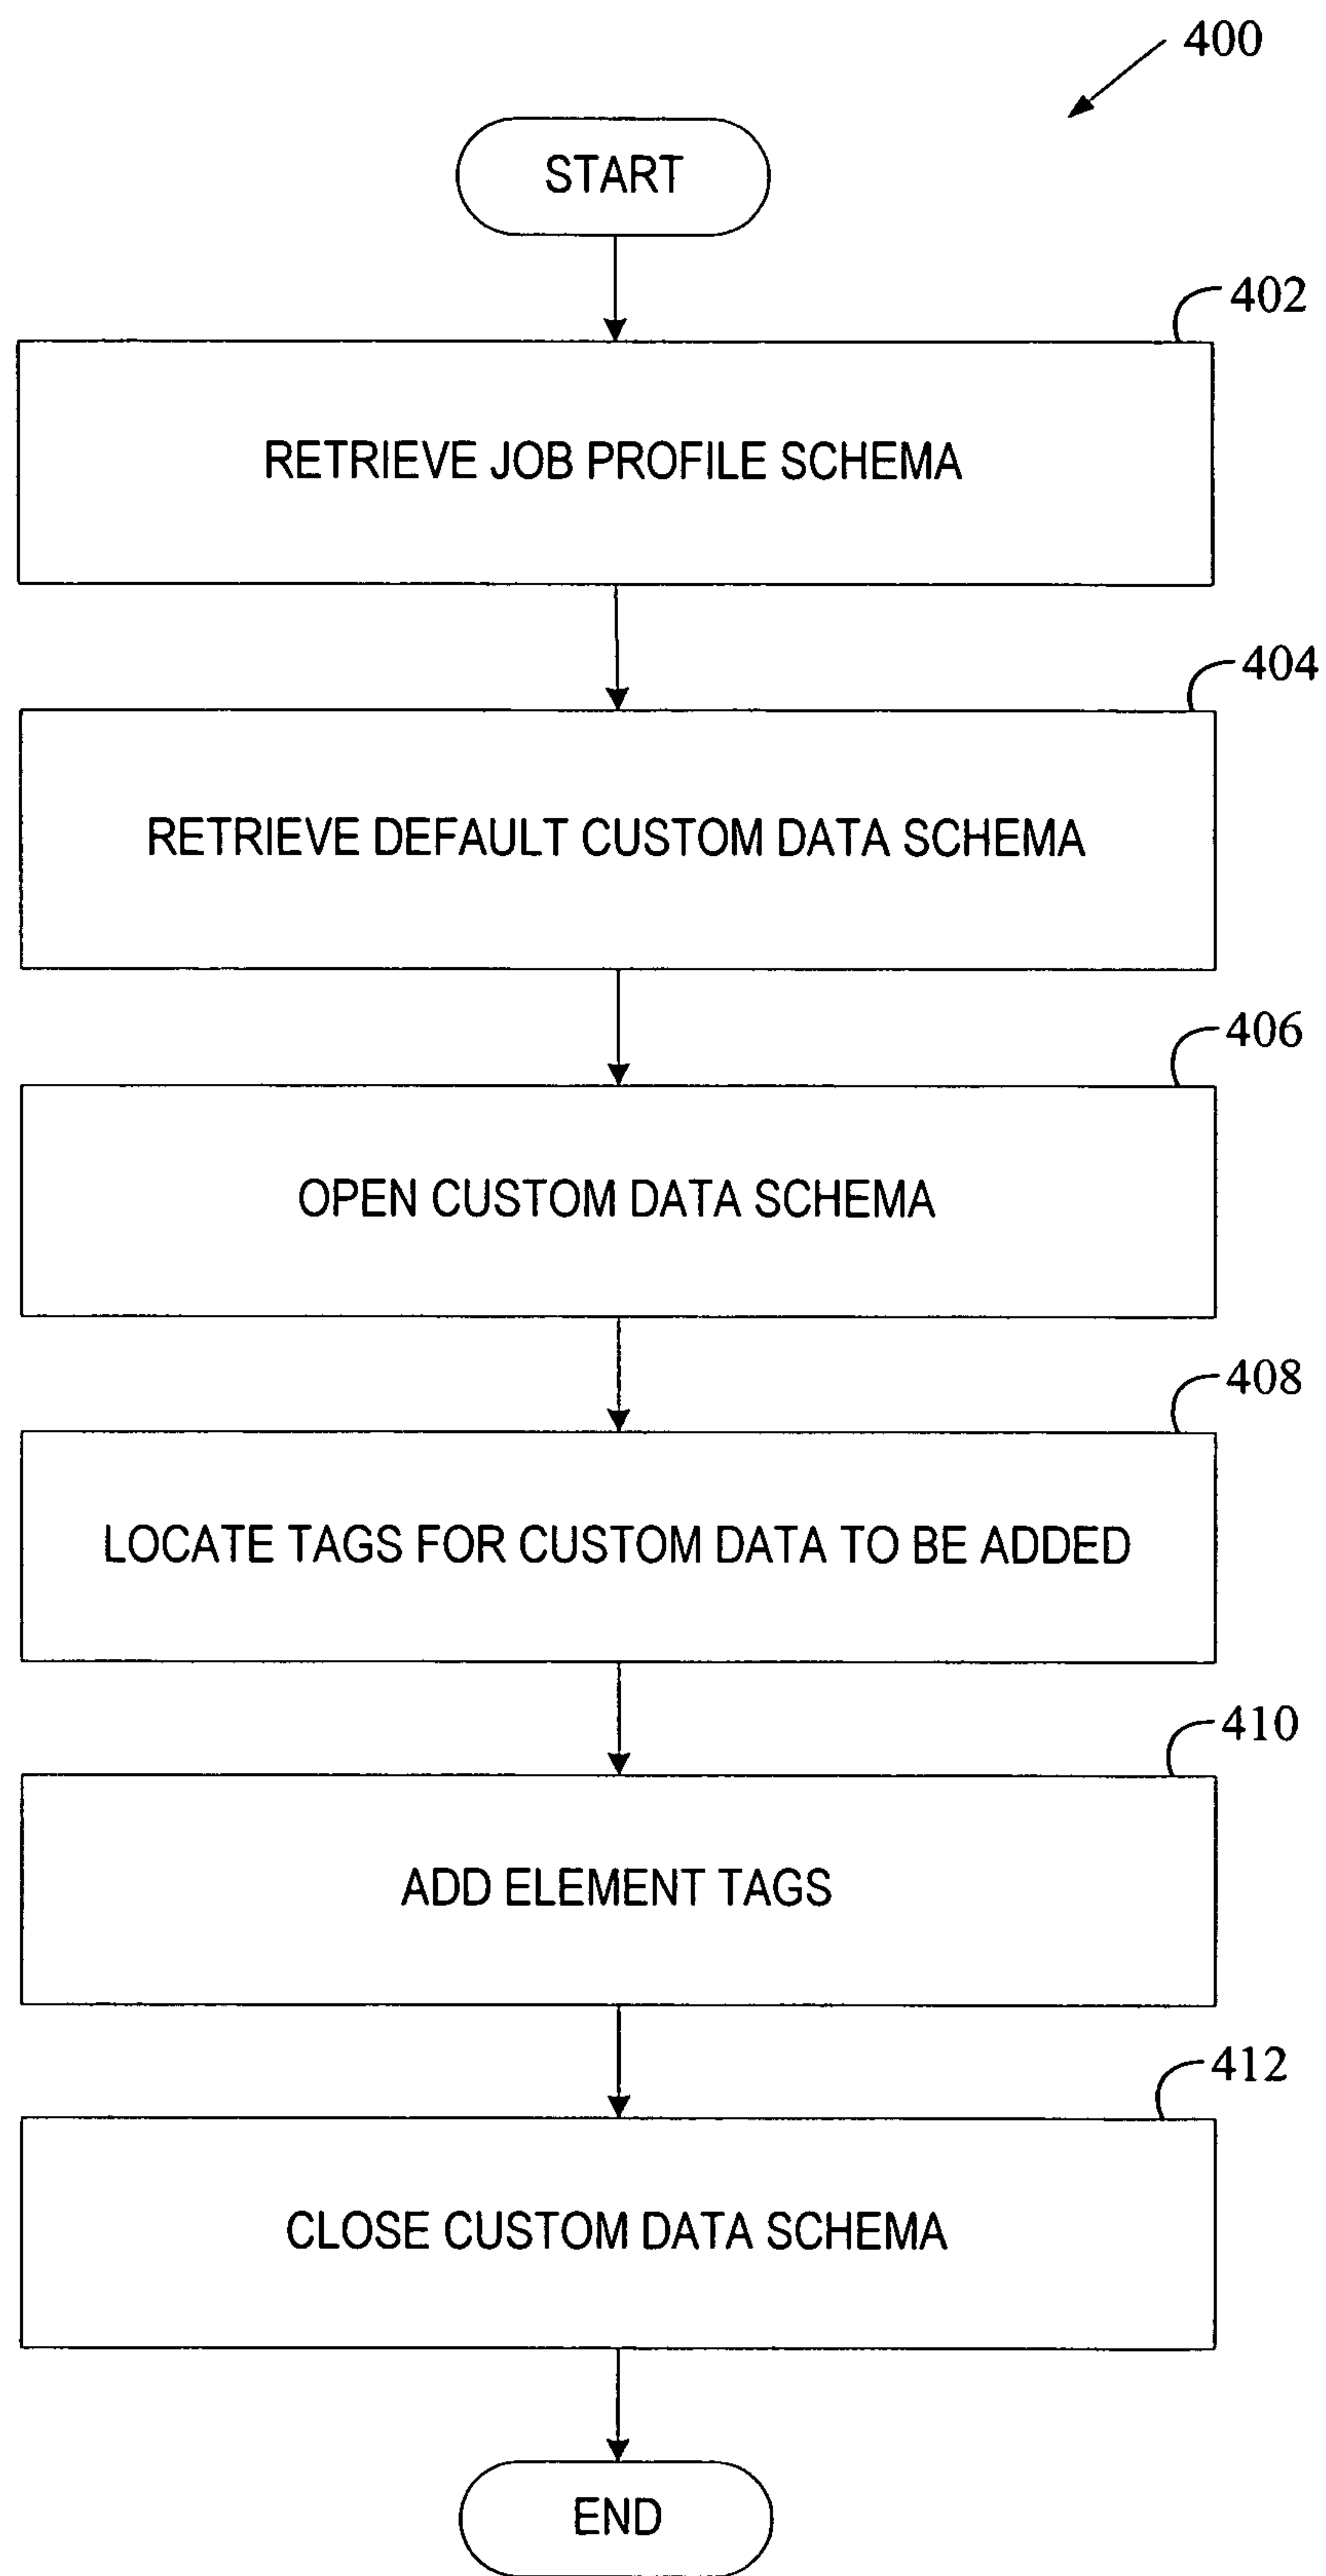 400
START
402
RETRIEVE JOB PROFILE SCHEMA
404
RETRIEVE DEFAULT CUSTOM DATA SCHEMA
406
OPEN CUSTOM DATA SCHEMA
408
LOCATE TAGS FOR CUSTOM DATA TO BE ADDED
410
ADD ELEMENT TAGS
412
CLOSE CUSTOM DATA SCHEMA
END